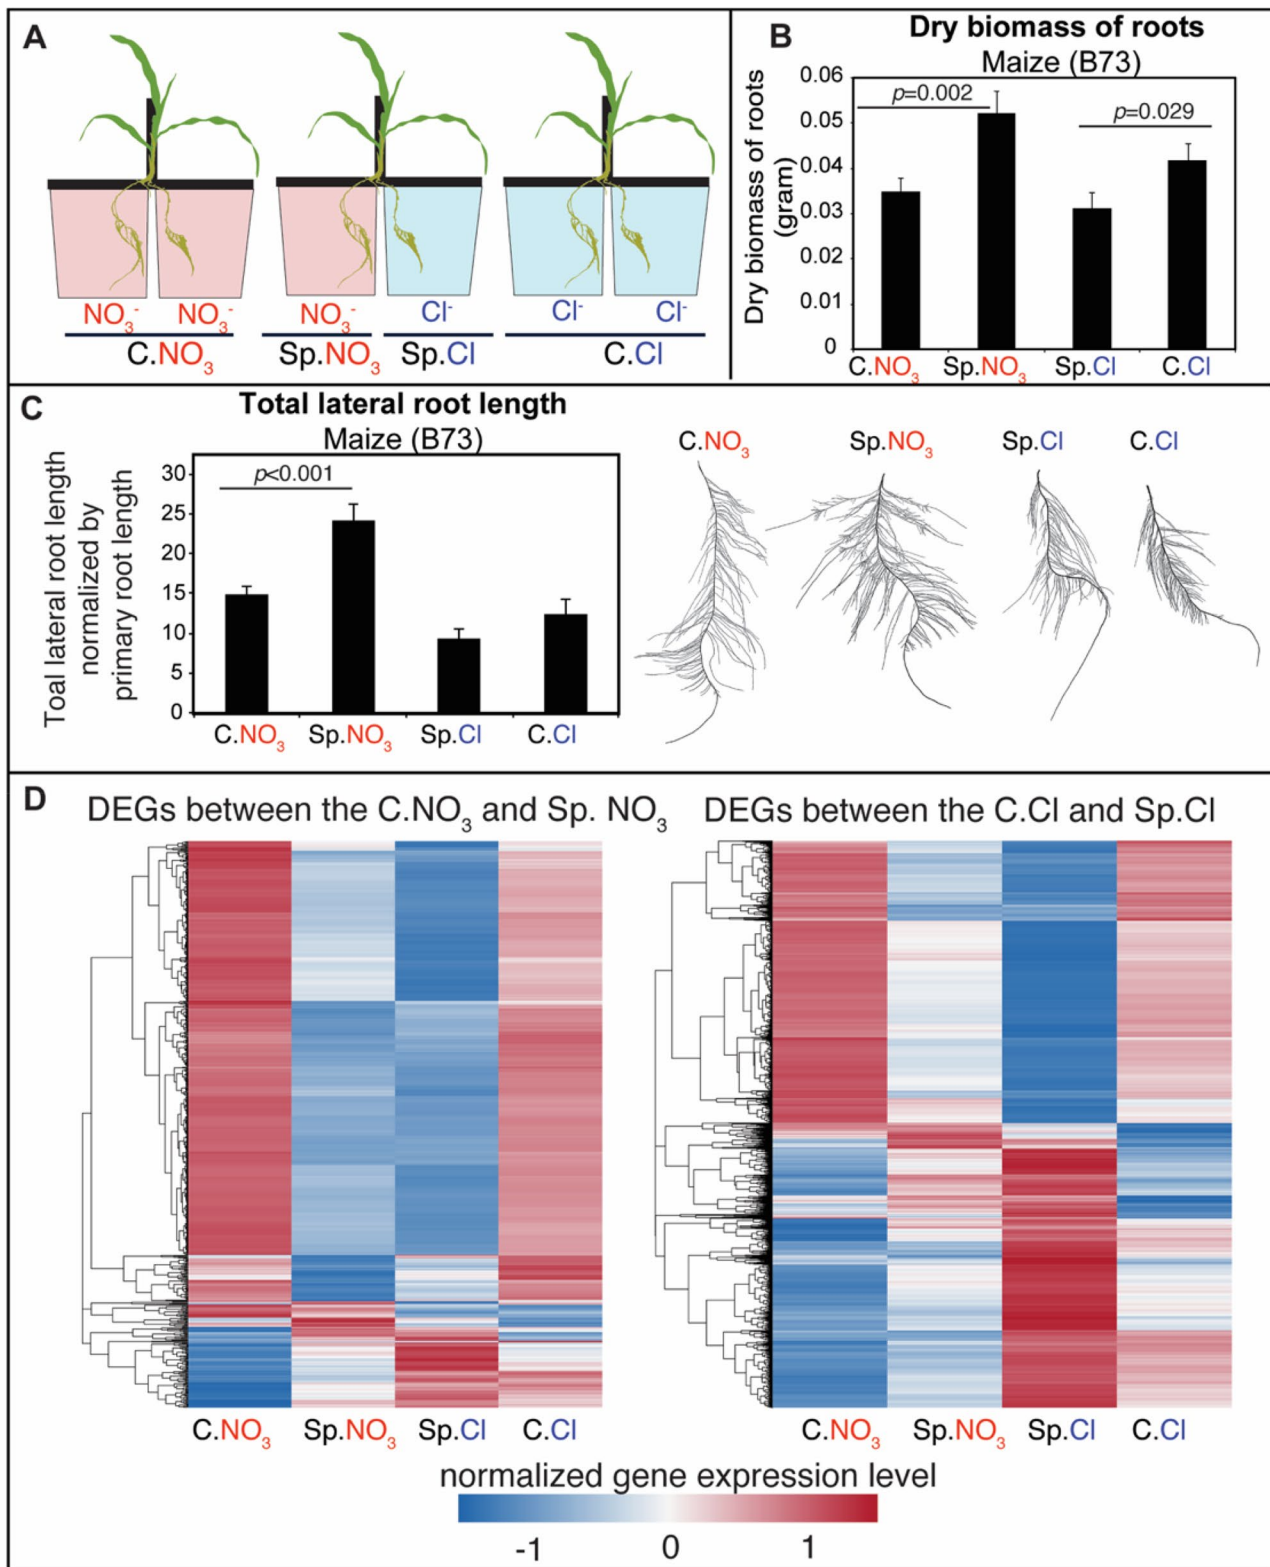 A
NO₃⁻ NO₃⁻ NO₃⁻ Cl⁻ Cl⁻ Cl⁻
C.NO₃ Sp.NO₃ Sp.Cl C.Cl
B
Dry biomass of roots
Maize (B73)
Dry biomass of roots
(gram)
0.06
0.05
0.04
0.03
0.02
0.01
0
p=0.002
p=0.029
C.NO₃ Sp.NO₃ Sp.Cl C.Cl
C
Total lateral root length
Maize (B73)
Toal lateral root length
normalized by
primary root length
30
25
20
15
10
5
0
p<0.001
C.NO₃ Sp.NO₃ Sp.Cl C.Cl
C.NO₃ Sp.NO₃ Sp.Cl C.Cl
D
DEGs between the C.NO₃ and Sp. NO₃
DEGs between the C.Cl and Sp.Cl
C.NO₃ Sp.NO₃ Sp.Cl C.Cl
C.NO₃ Sp.NO₃ Sp.Cl C.Cl
normalized gene expression level
-1 0 1